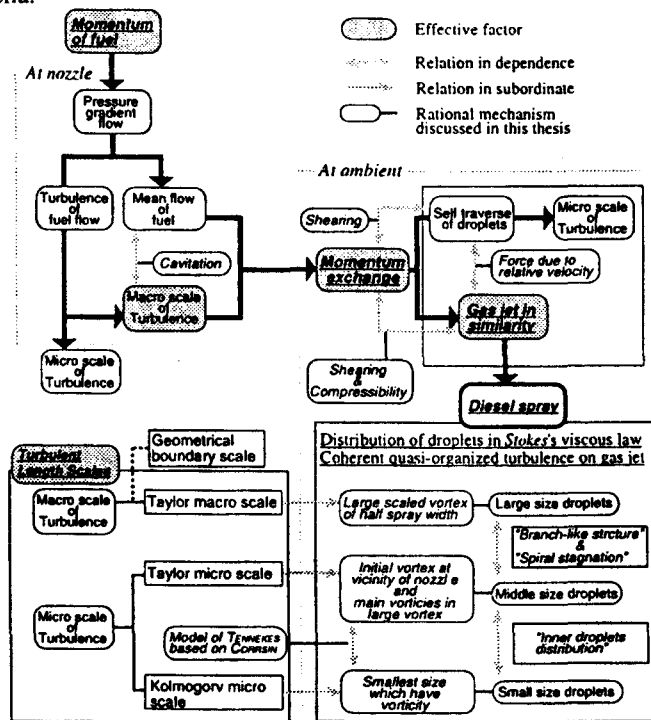 Momentum
of fuel
At nozzle
Pressure
gradient
flow
Turbulence
of
fuel flow
Mean flow
of
fuel
Cavitation
Macro scale
of
Turbulence
Micro scale
of
Turbulence
Effective factor
Relation in dependence
Relation in subordinate
Rational mechanism
discussed in this thesis
At ambient
Shearing
Momentum
exchange
Self traverse
of droplets
Micro scale
of
Turbulence
Force due to
relative velocity
Gas jet in
similarity
Shearing
&
Compressibility
Diesel spray
Turbulent
Length Scales
Geometrical
boundary scale
Macro scale of
Turbulence
Taylor macro scale
Taylor micro scale
Micro scale
of
Turbulence
Model of TENNEKES
based on CORRSIN
Kolmogorv micro
scale
Distribution of droplets in Stokes's viscous law
Coherent quasi-organized turbulence on gas jet
Large scaled vortex
of half spray width
Large size droplets
"Branch-like strcture"
&
"Spiral stagnation"
Initial vortex at
vicinity of nozzle
and
main vorticies in
large vortex
Middle size droplets
"Inner droplets
distribution"
Smallest size
which have
vorticity
Small size droplets